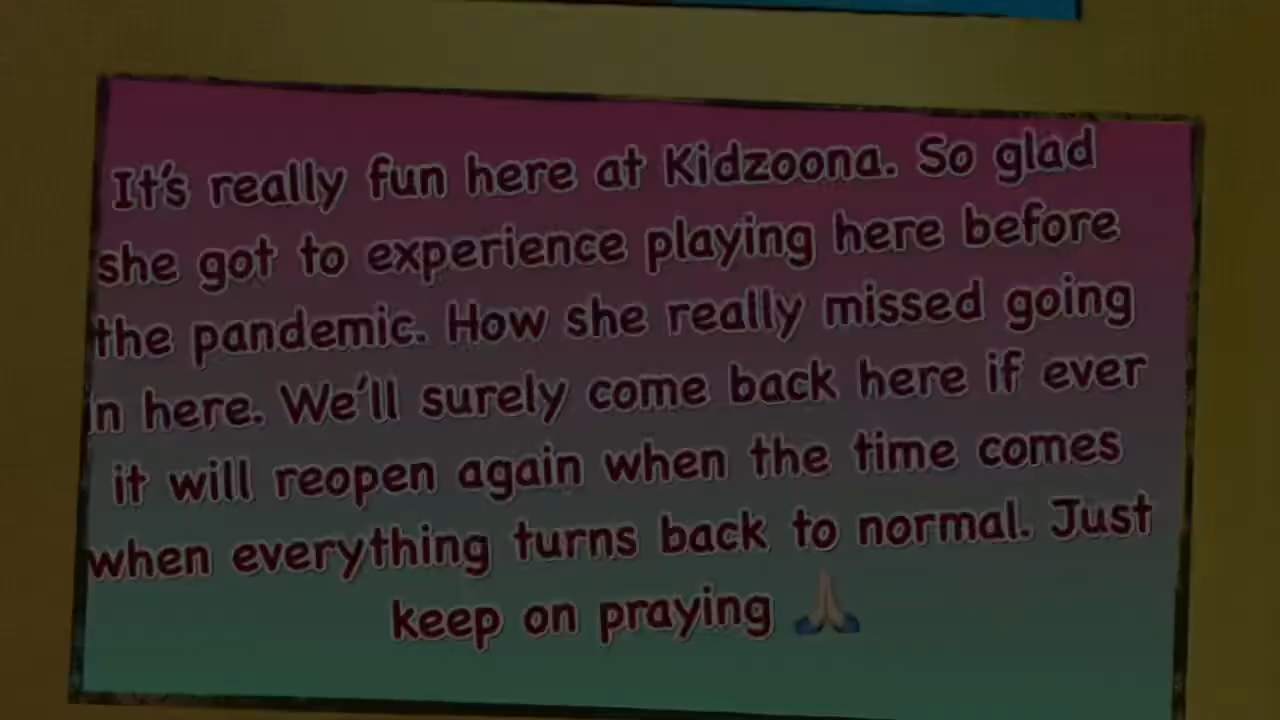 It's really fun here at Kidzoona. So glad
she got to experience playing here before
the pandemic. How she really missed going
in here. We'll surely come back here if ever
it will reopen again when the time comes
when everything turns back to normal. Just
keep on praying 🙏🏻